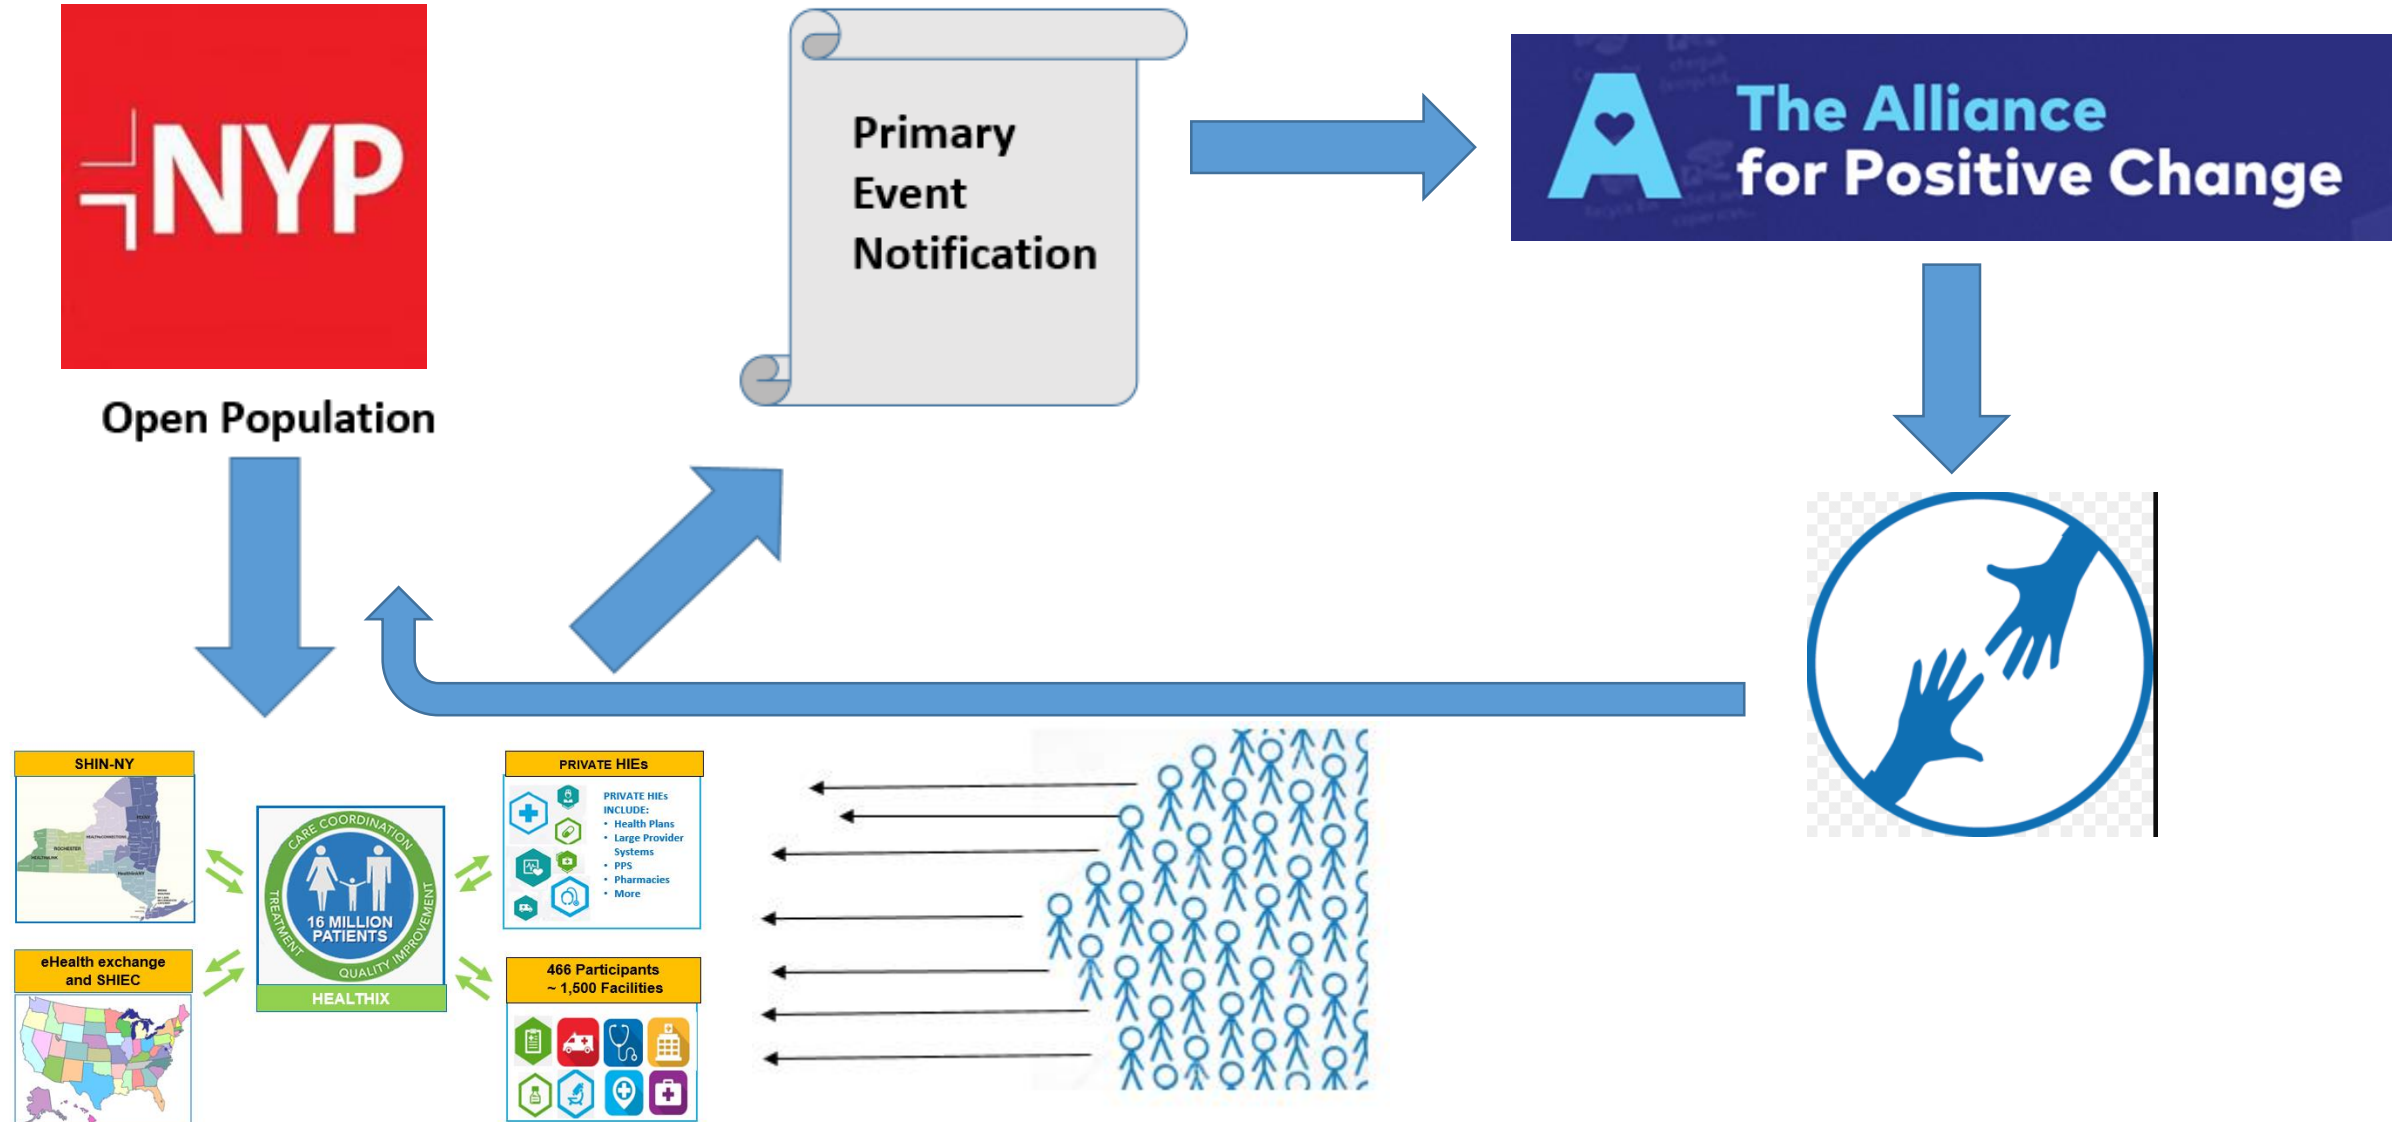 NYP
Open Population
Primary
Event
Notification
The Alliance
for Positive Change
SHIN-NY
ROCHESTER
CARE COORDINATION
TREATMENT
QUALITY IMPROVEMENT
16 MILLION
PATIENTS
HEALTHIX
PRIVATE HIEs
PRIVATE HIEs
INCLUDE:
• Health Plans
• Large Provider
Systems
• PPS
• Pharmacies
• More
eHealth exchange
and SHIEC
466 Participants
~ 1,500 Facilities